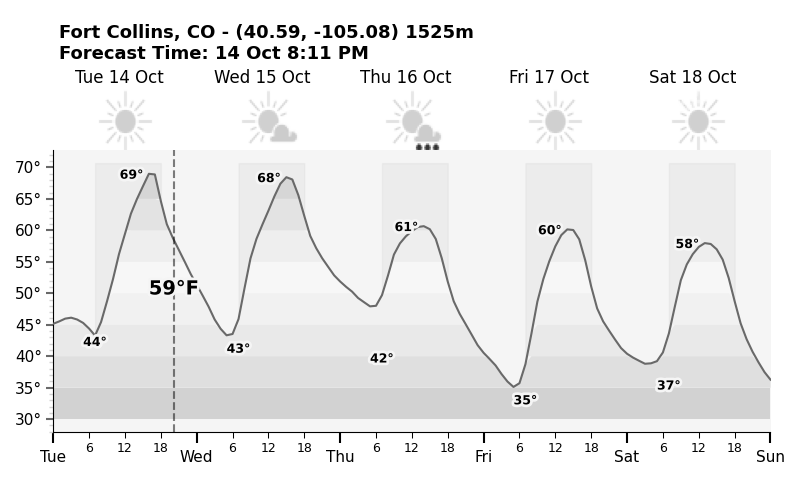 Fort Collins, CO - (40.59, -105.08) 1525m
Forecast Time: 14 Oct 8:11 PM
Tue 14 Oct Wed 15 Oct Thu 16 Oct Fri 17 Oct Sat 18 Oct
70°
65°
60°
55°
50°
45°
40°
35°
30°
69° 68° 61° 60° 58°
59°F
44° 43° 42° 35° 37°
6 12 18 6 12 18 6 12 18 6 12 18 6 12 18
Tue Wed Thu Fri Sat Sun